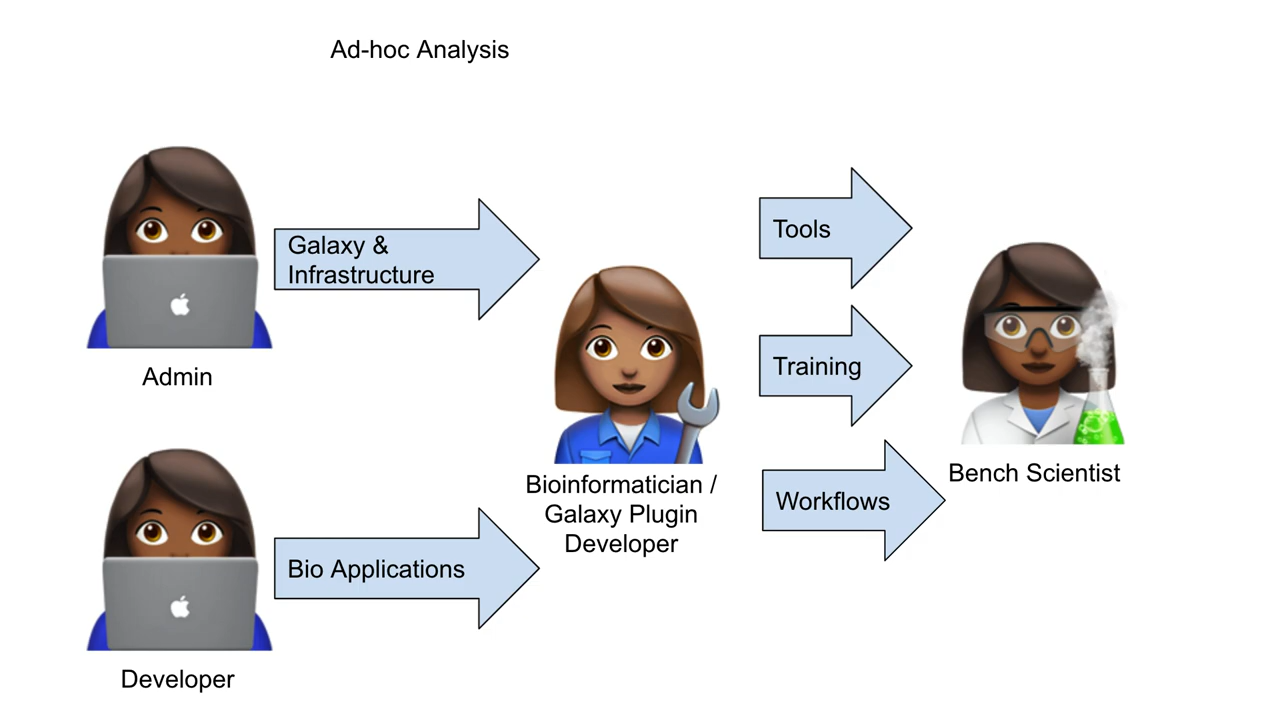 Ad-hoc Analysis
Galaxy &
Infrastructure
Admin
Bio Applications
Developer
Bioinformatician /
Galaxy Plugin
Developer
Tools
Training
Workflows
Bench Scientist